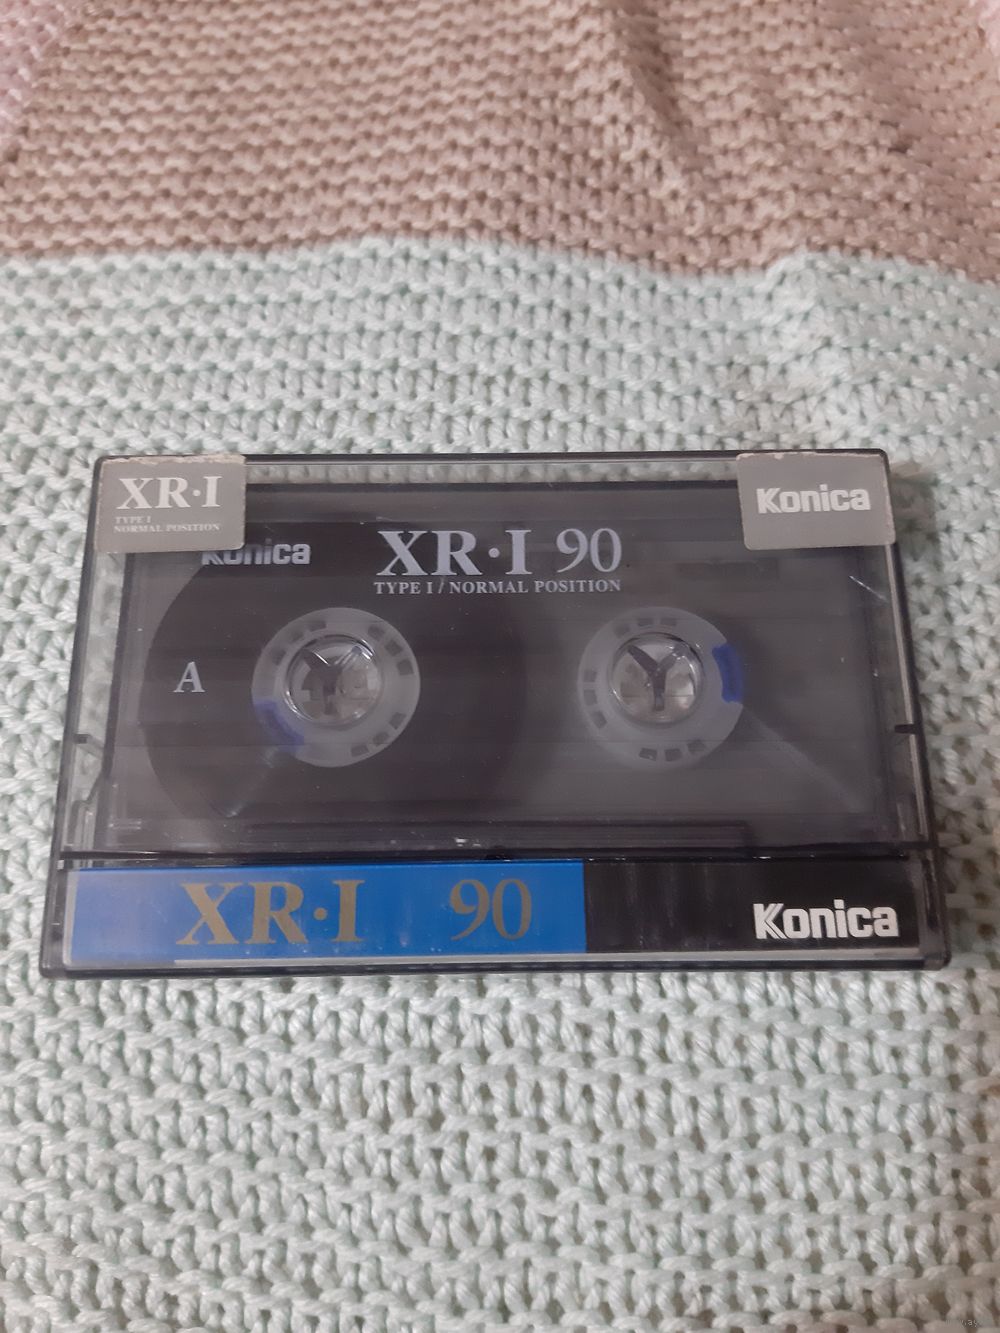 XR·I
TYPE I
NORMAL POSITION
Konica
Konica
XR·I 90
TYPE I / NORMAL POSITION
A
XR·I 90
Konica